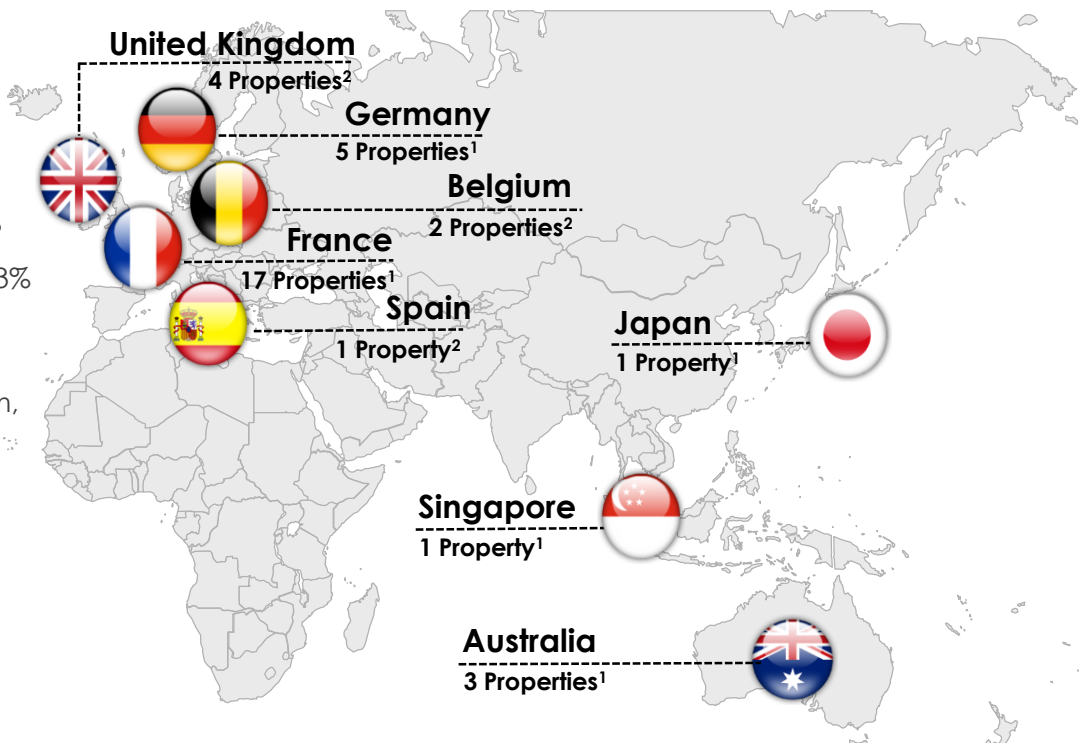 United Kingdom
4 Properties²
Germany
5 Properties¹
Belgium
2 Properties²
France
17 Properties¹
Spain
1 Property²
Japan
1 Property¹
Singapore
1 Property¹
Australia
3 Properties¹